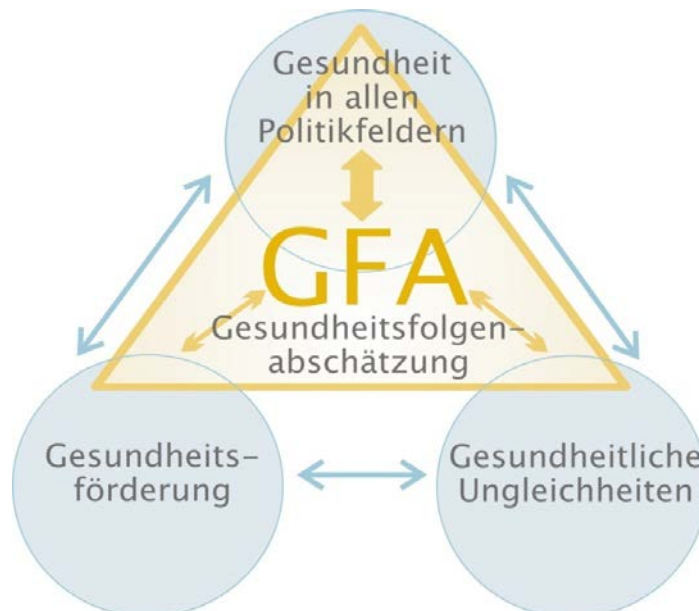 Gesundheit
in allen
Politikfeldern
GFA
Gesundheitsfolgen-
abschätzung
Gesundheits-
förderung
Gesundheitliche
Ungleichheiten